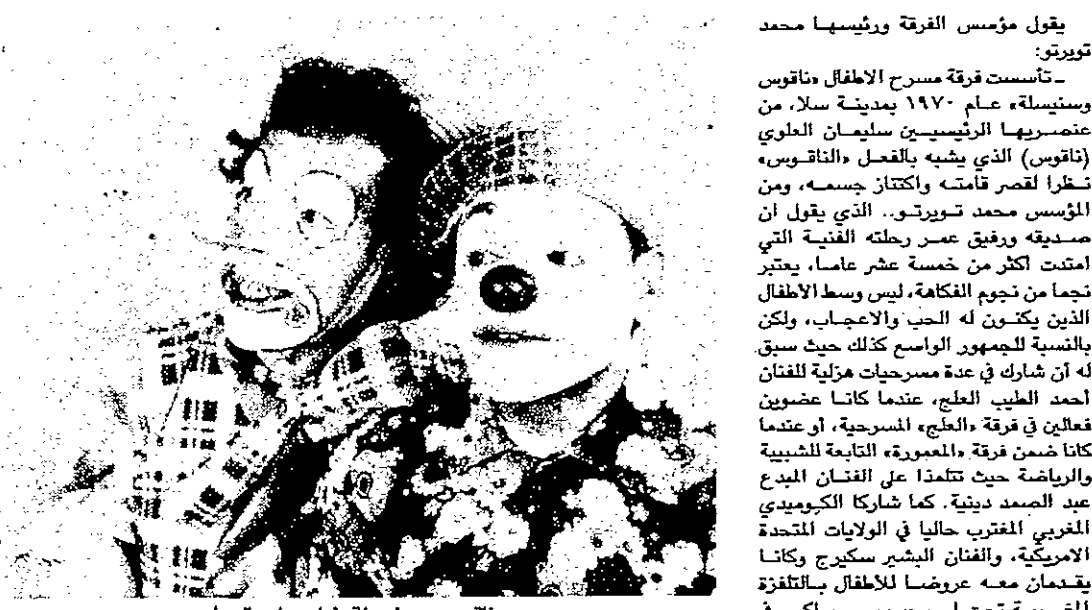 يقول مؤسس الفرقة ورئيسها محمد
تويرتو:
ـ تأسست فرقة مسرح الاطفال «ناقوس
وسنيسلة» عام ١٩٧٠ بمدينة سلا، من
عنصريها الرئيسيين سليمان العلوي
(ناقوس) الذي يشبه بالفعل «الناقوس»
نظرا لقصر قامته واكتناز جسمه، ومن
المؤسس محمد تويرتو.. الذي يقول ان
صديقه ورفيق عمر رحلته الفنية التي
امتدت اكثر من خمسة عشر عاما، يعتبر
نجما من نجوم الفكاهة، ليس وسط الاطفال
الذين يكنون له الحب والاعجاب، ولكن
بالنسبة للجمهور الواسع كذلك حيث سبق
له أن شارك في عدة مسرحيات هزلية للفنان
أحمد الطيب العلج، عندما كانا عضوين
فعالين في فرقة «العلج» المسرحية، أو عندما
كانا ضمن فرقة «المعمورة» التابعة للشبيبة
والرياضة حيث تتلمذا على الفنان المبدع
عبد الصمد دينية. كما شاركا الكوميدي
المغربي المغترب حاليا في الولايات المتحدة
الامريكية، والفنان البشير سكيرج وكانا
يقدمان معه عروضا للأطفال بالتلفزة